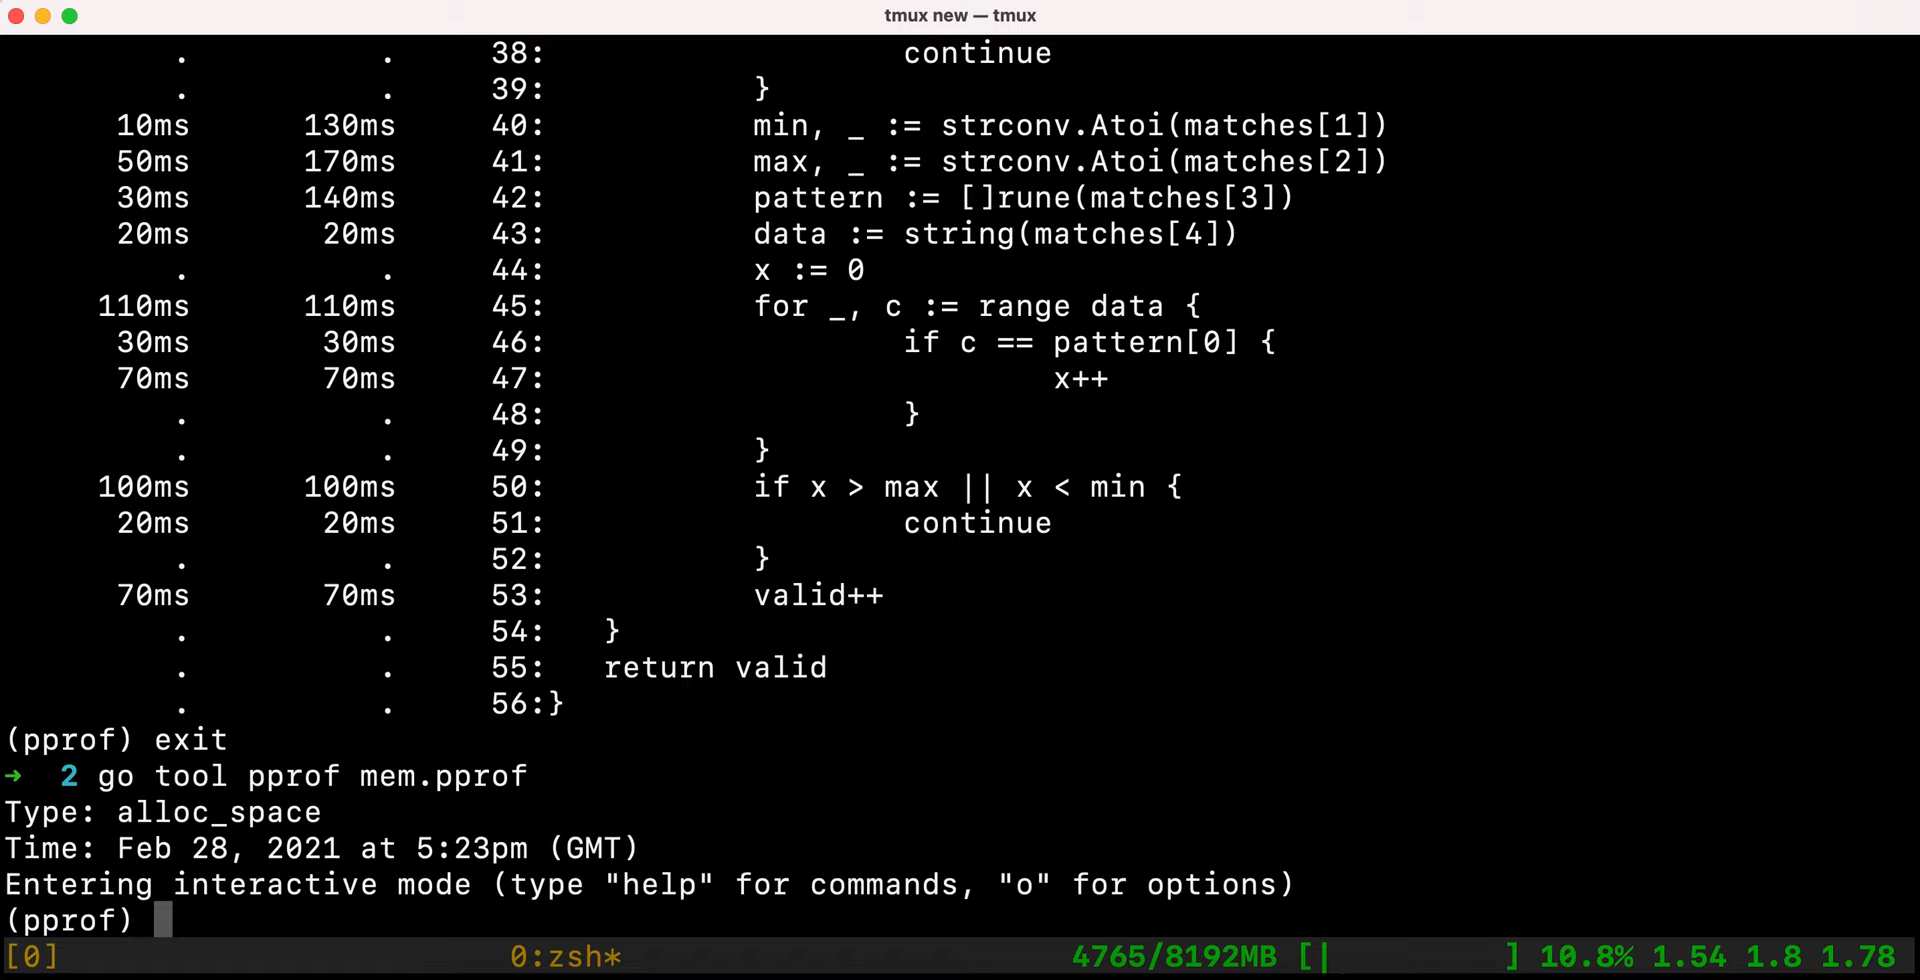 tmux new — tmux
. . 38: continue
. . 39: }
10ms 130ms 40: min, _ := strconv.Atoi(matches[1])
50ms 170ms 41: max, _ := strconv.Atoi(matches[2])
30ms 140ms 42: pattern := []rune(matches[3])
20ms 20ms 43: data := string(matches[4])
. . 44: x := 0
110ms 110ms 45: for _, c := range data {
30ms 30ms 46: if c == pattern[0] {
70ms 70ms 47: x++
. . 48: }
. . 49: }
100ms 100ms 50: if x > max || x < min {
20ms 20ms 51: continue
. . 52: }
70ms 70ms 53: valid++
. . 54: }
. . 55: return valid
. . 56:}
(pprof) exit
→ 2 go tool pprof mem.pprof
Type: alloc_space
Time: Feb 28, 2021 at 5:23pm (GMT)
Entering interactive mode (type "help" for commands, "o" for options)
(pprof)
[0] 0:zsh* 4765/8192MB [| ] 10.8% 1.54 1.8 1.78